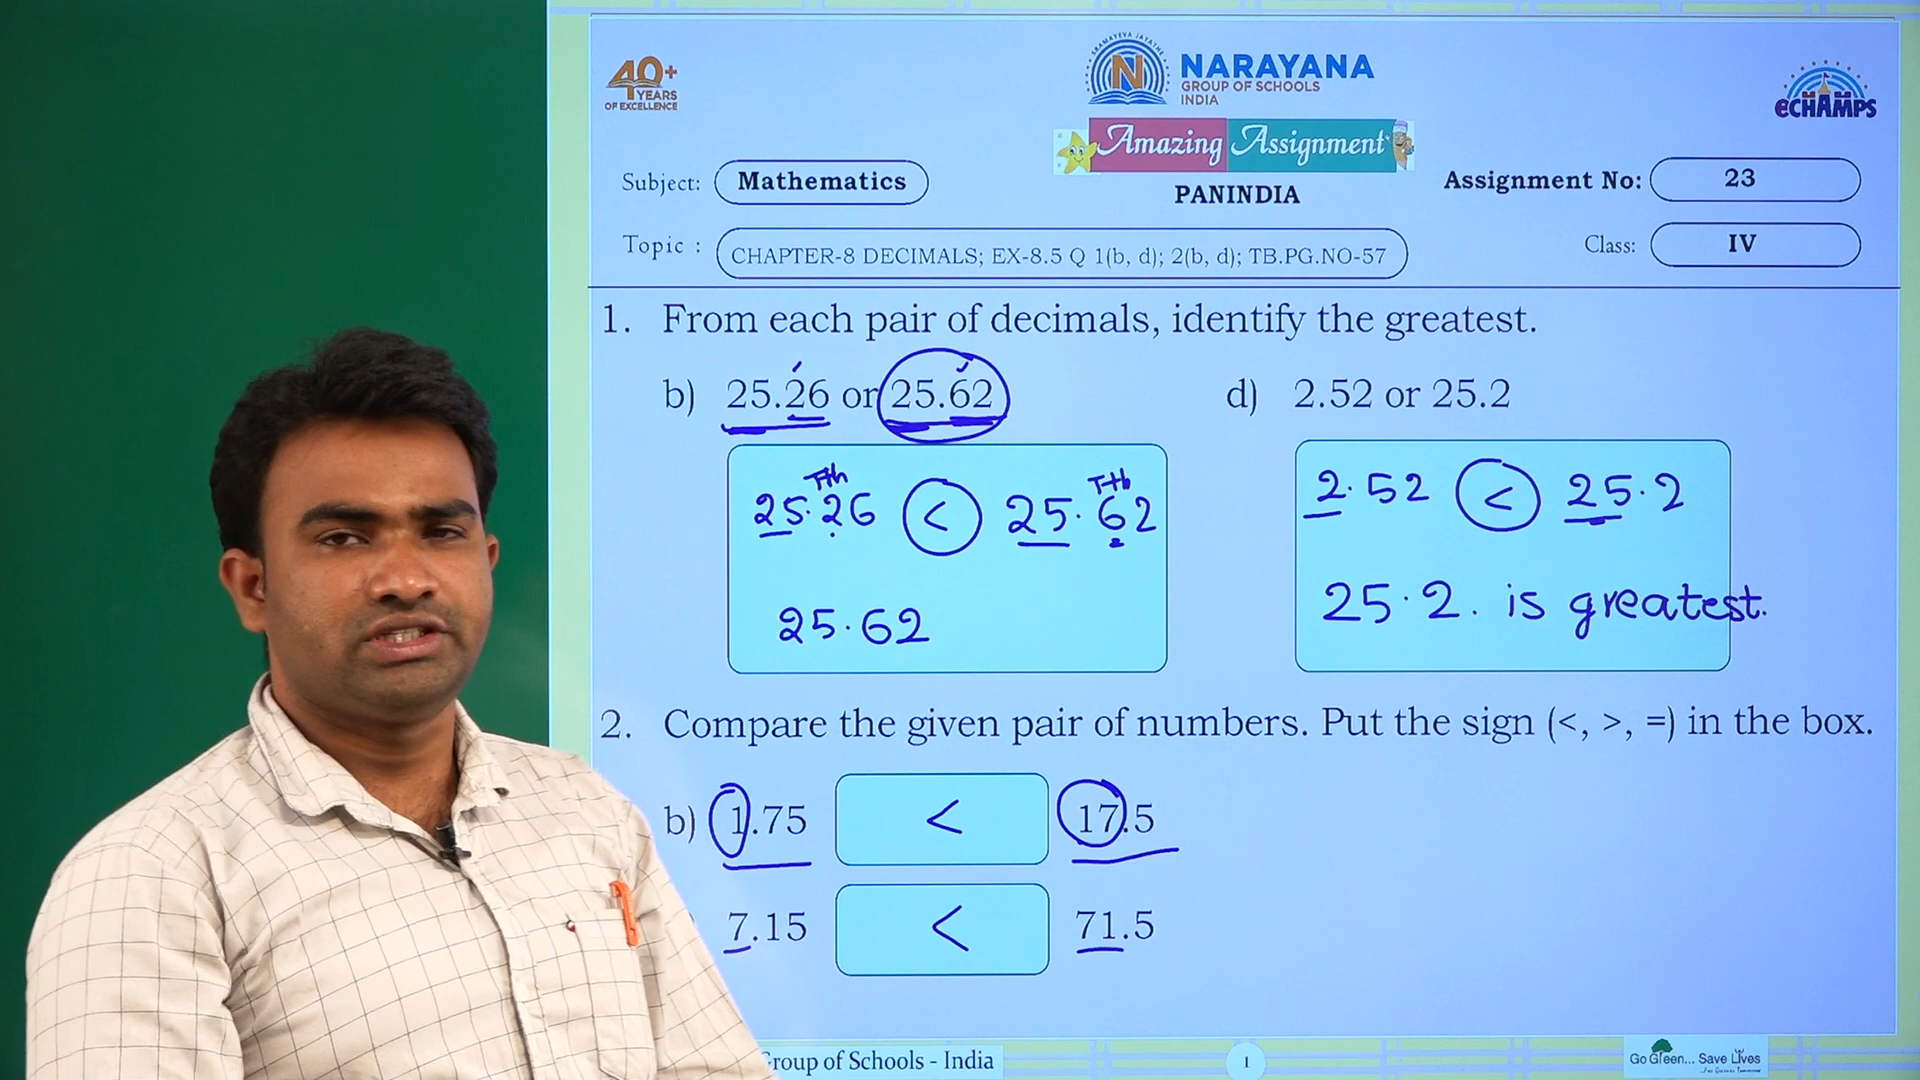 40+
YEARS
OF EXCELLENCE
SRAMAYEVA JAYATHE
N
NARAYANA
GROUP OF SCHOOLS
INDIA
eCHAMPS
Amazing Assignment
PANINDIA
Subject: Mathematics
Assignment No: 23
Topic : CHAPTER-8 DECIMALS; EX-8.5 Q 1(b, d); 2(b, d); TB.PG.NO-57
Class: IV
1. From each pair of decimals, identify the greatest.
b) 25.26 or 25.62
d) 2.52 or 25.2
Tth Tth
25.26 < 25.62
25.62
2.52 < 25.2
25.2. is greatest.
2. Compare the given pair of numbers. Put the sign (<, >, =) in the box.
b) 1.75 < 17.5
7.15 < 71.5
Group of Schools - India
1
Go Green... Save Lives